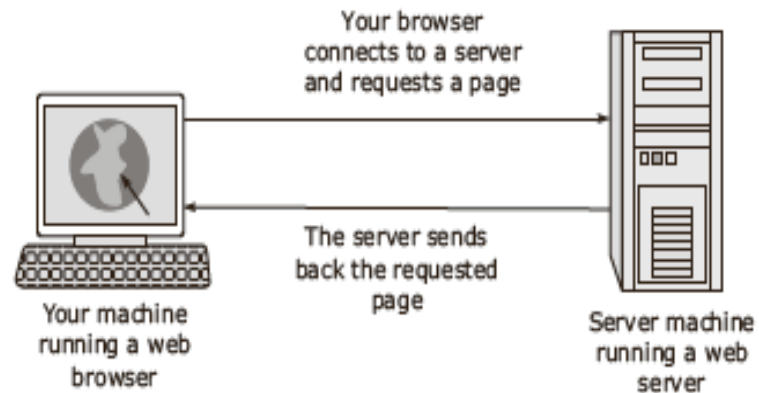 Your browser
connects to a server
and requests a page
The server sends
back the requested
page
Your machine
running a web
browser
Server machine
running a web
server